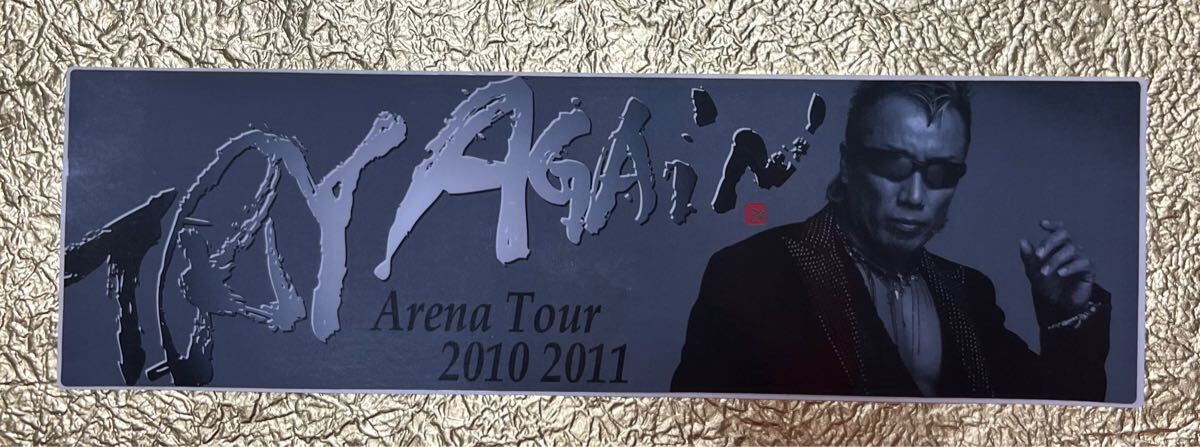 TRY AGAiN'
Arena Tour
2010 2011